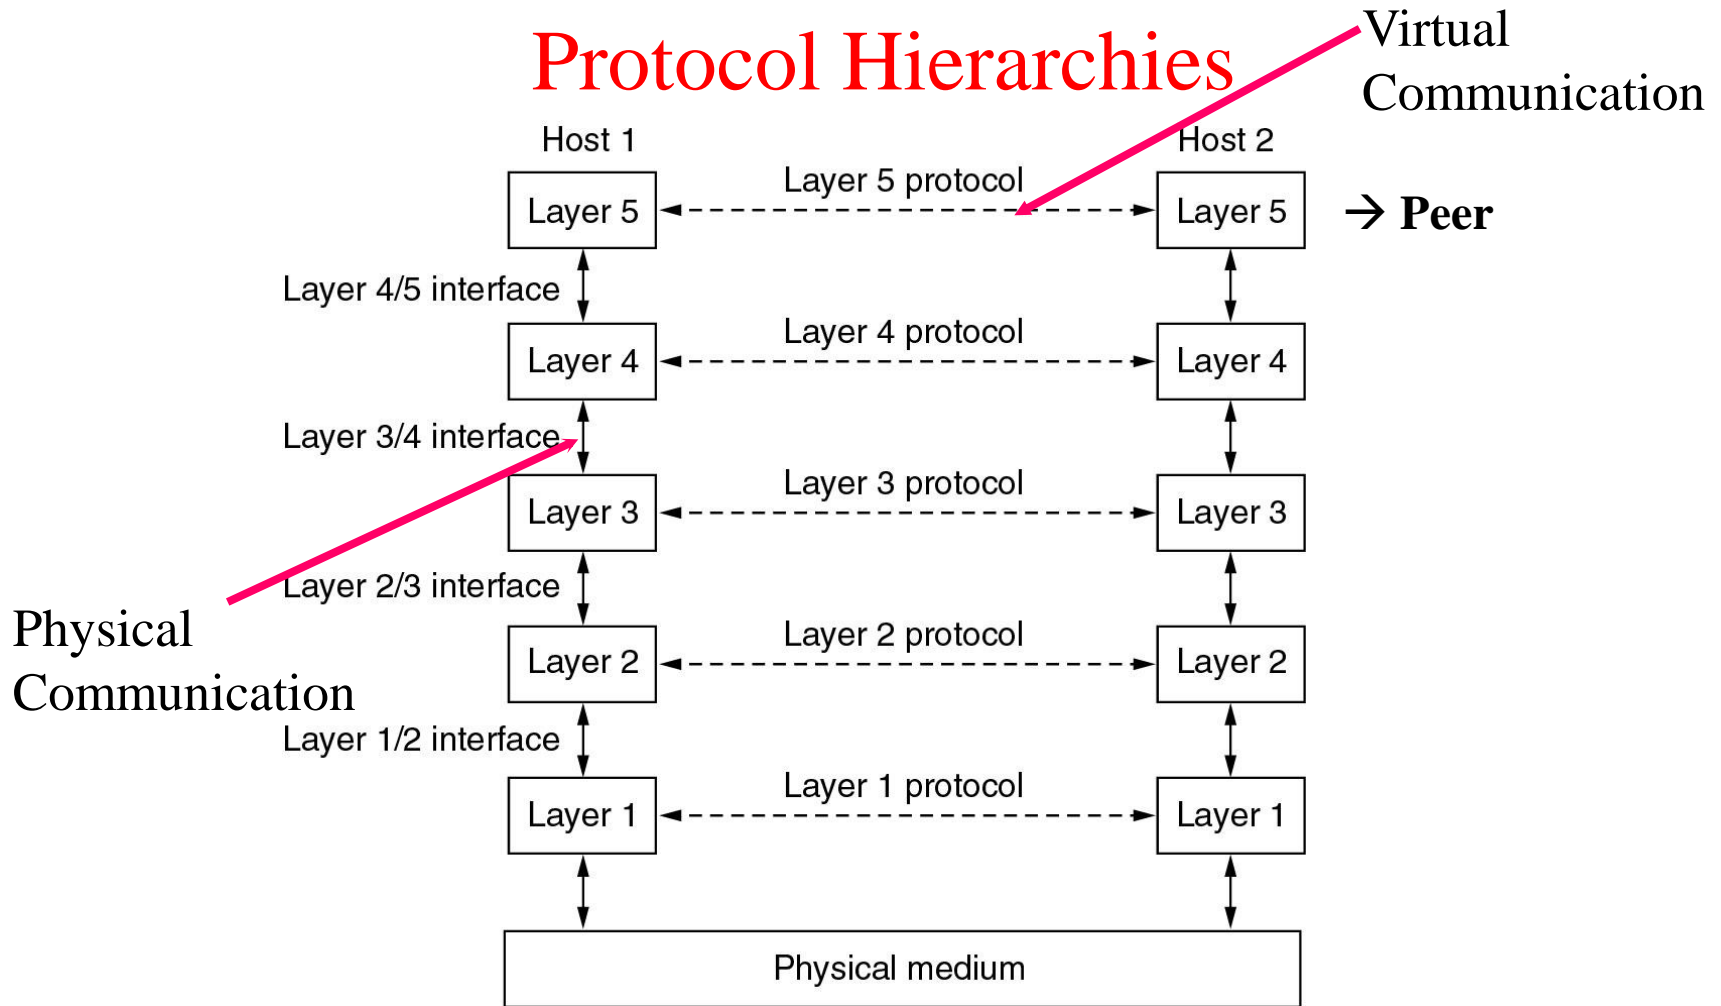 Protocol Hierarchies
Virtual
Communication
Host 1
Host 2
Layer 5 protocol
Layer 5
Layer 5
→ Peer
Layer 4/5 interface
Layer 4 protocol
Layer 4
Layer 4
Layer 3/4 interface
Layer 3 protocol
Layer 3
Layer 3
Layer 2/3 interface
Physical
Communication
Layer 2 protocol
Layer 2
Layer 2
Layer 1/2 interface
Layer 1 protocol
Layer 1
Layer 1
Physical medium